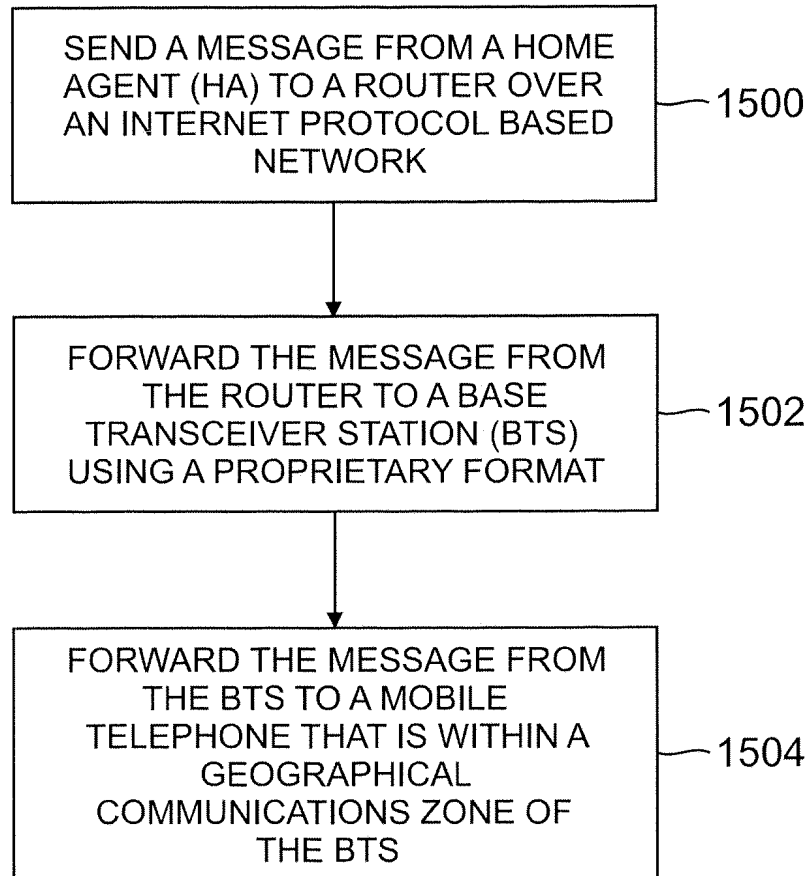 SEND A MESSAGE FROM A HOME
AGENT (HA) TO A ROUTER OVER
AN INTERNET PROTOCOL BASED
NETWORK
1500
FORWARD THE MESSAGE FROM
THE ROUTER TO A BASE
TRANSCEIVER STATION (BTS)
USING A PROPRIETARY FORMAT
1502
FORWARD THE MESSAGE FROM
THE BTS TO A MOBILE
TELEPHONE THAT IS WITHIN A
GEOGRAPHICAL
COMMUNICATIONS ZONE OF
THE BTS
1504